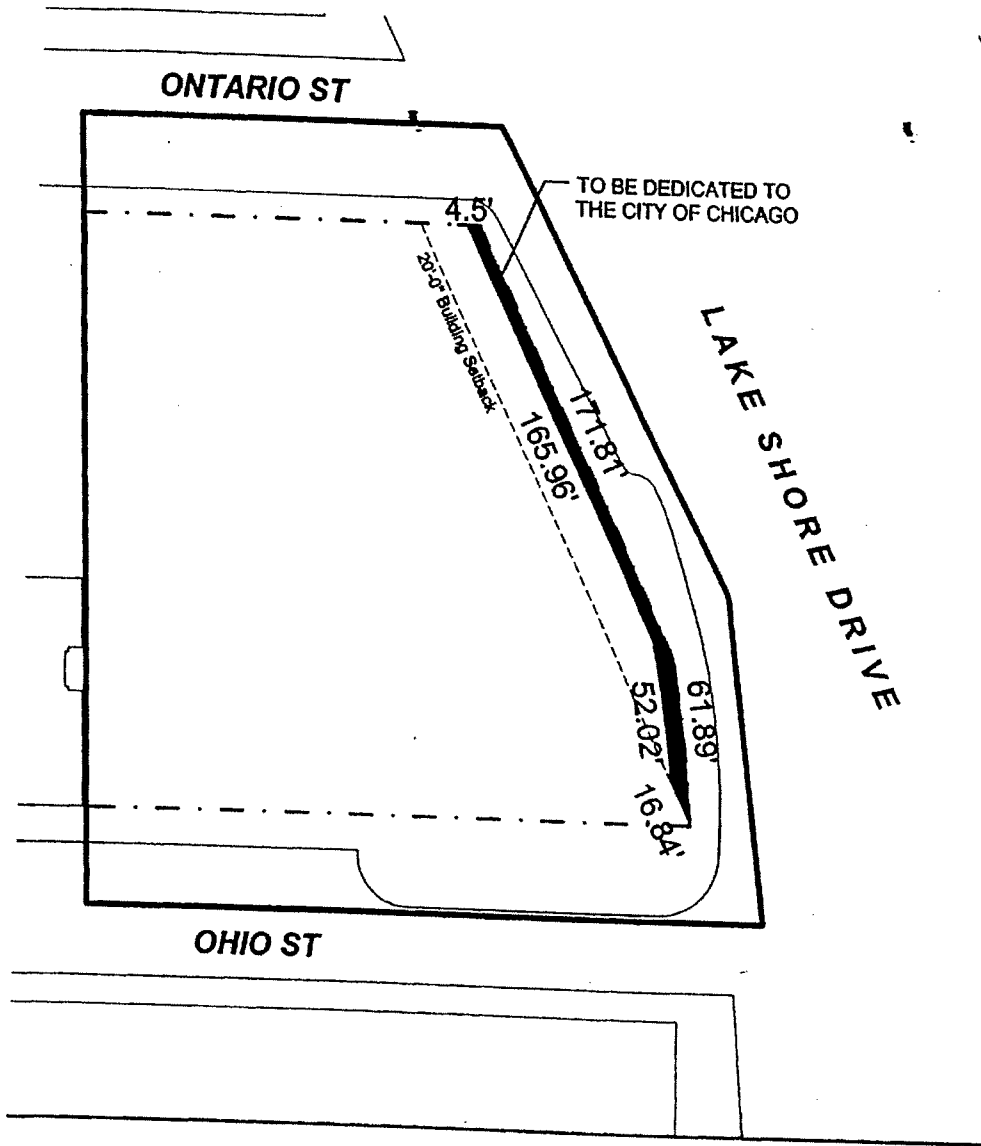 ONTARIO ST
TO BE DEDICATED TO
THE CITY OF CHICAGO
4.5'
20'-0" Building Setback
171.81'
165.96'
LAKE SHORE DRIVE
52.02'
61.89'
16.84'
OHIO ST